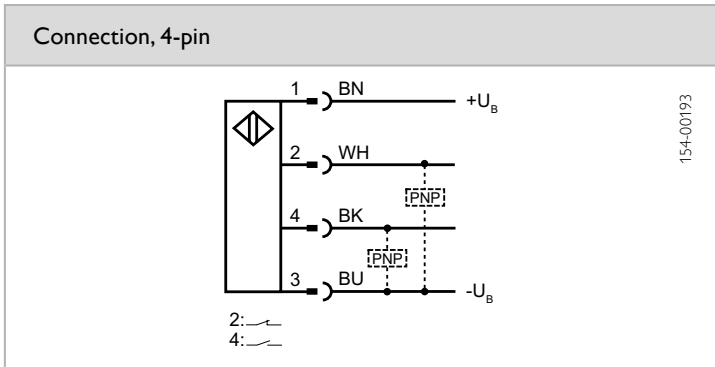 Connection, 4-pin
1 BN +U_B
154-00193
2 WH
PNP
4 BK
PNP
3 BU -U_B
2:
4: